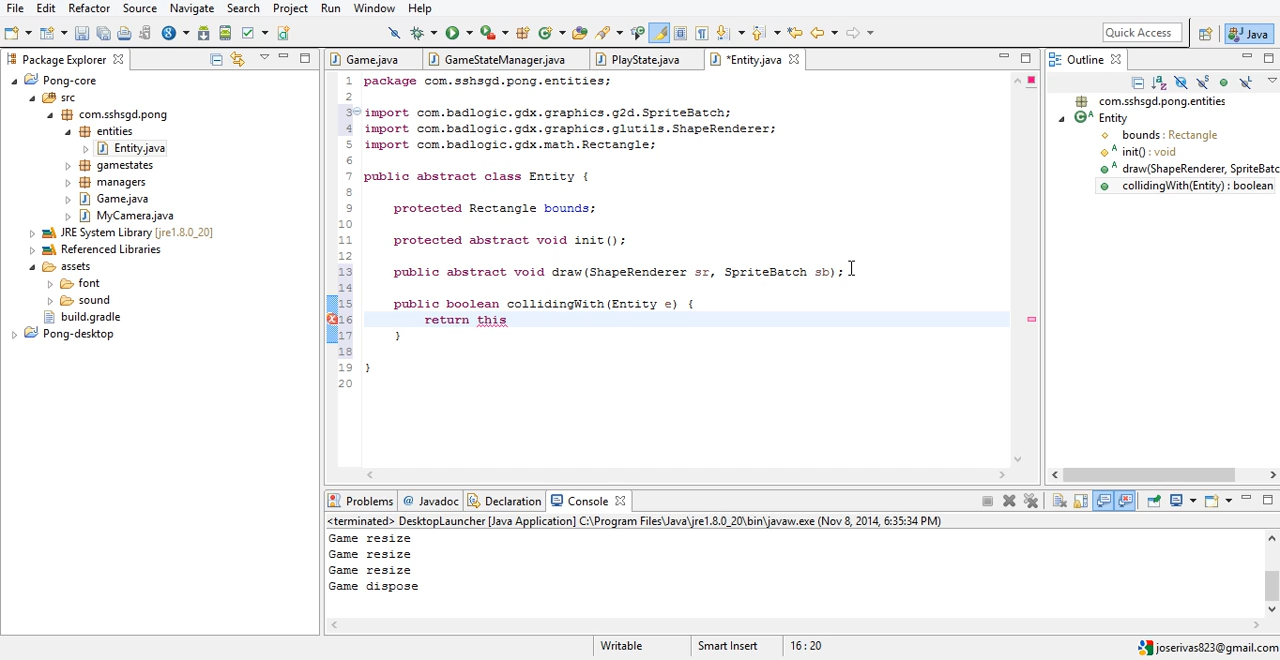 File Edit Refactor Source Navigate Search Project Run Window Help
Quick Access Java
Package Explorer
Pong-core
src
com.sshsgd.pong
entities
Entity.java
gamestates
managers
Game.java
MyCamera.java
JRE System Library [jre1.8.0_20]
Referenced Libraries
assets
font
sound
build.gradle
Pong-desktop
Game.java GameStateManager.java PlayState.java *Entity.java
1 package com.sshsgd.pong.entities;
2
3 import com.badlogic.gdx.graphics.g2d.SpriteBatch;
4 import com.badlogic.gdx.graphics.glutils.ShapeRenderer;
5 import com.badlogic.gdx.math.Rectangle;
6
7 public abstract class Entity {
8
9 protected Rectangle bounds;
10
11 protected abstract void init();
12
13 public abstract void draw(ShapeRenderer sr, SpriteBatch sb);
14
15 public boolean collidingWith(Entity e) {
16 return this
17 }
18
19 }
20
Outline
com.sshsgd.pong.entities
Entity
bounds : Rectangle
init() : void
draw(ShapeRenderer, SpriteBatc
collidingWith(Entity) : boolean
Problems Javadoc Declaration Console
<terminated> DesktopLauncher [Java Application] C:\Program Files\Java\jre1.8.0_20\bin\javaw.exe (Nov 8, 2014, 6:35:34 PM)
Game resize
Game resize
Game resize
Game dispose
Writable Smart Insert 16 : 20 joserivas823@gmail.com